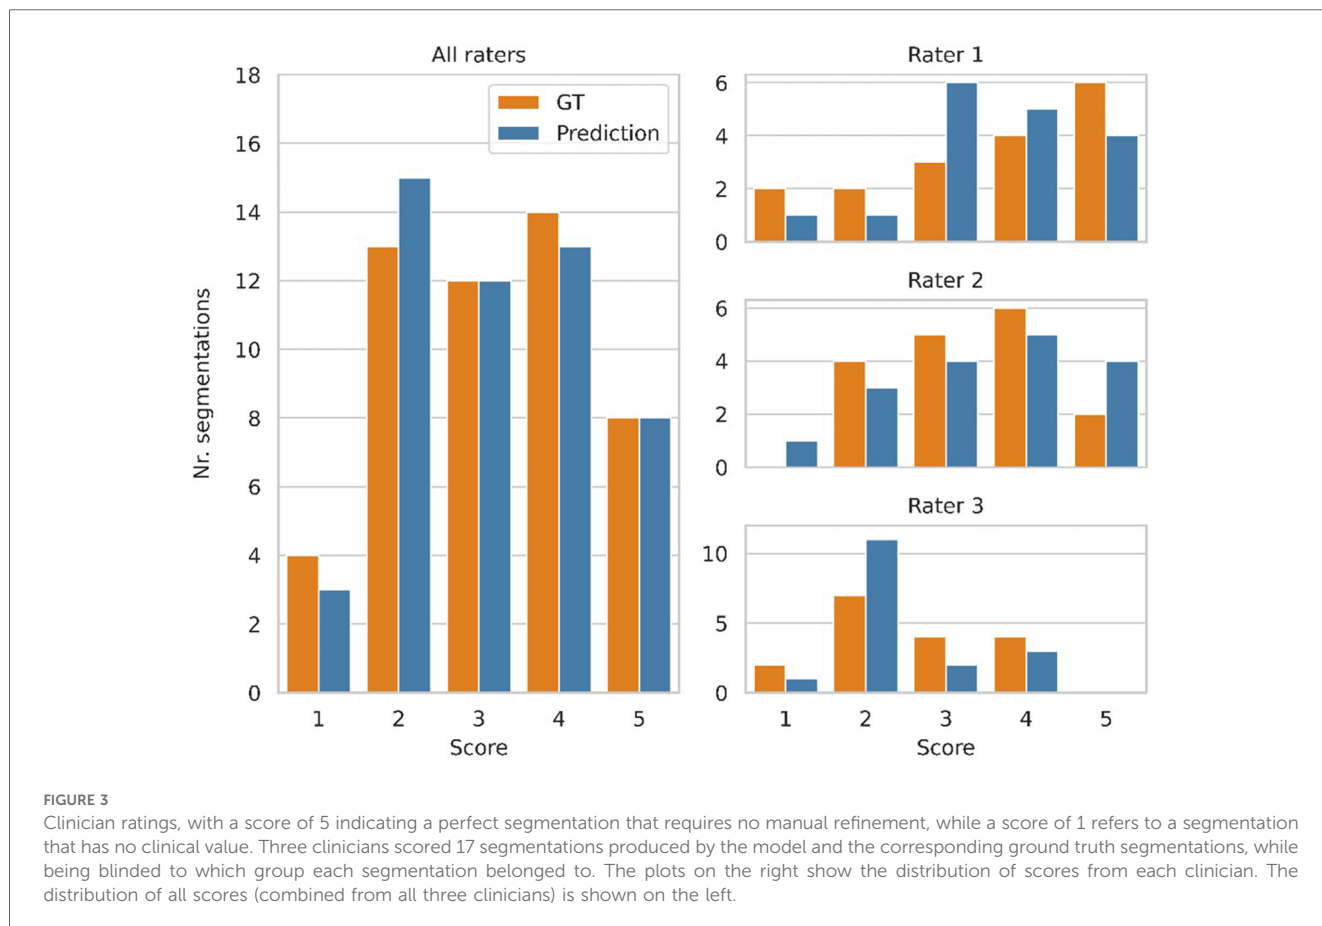 All raters
18
16
14
12
10
8
6
4
2
0
Nr. segmentations
GT
Prediction
1 2 3 4 5
Score
Rater 1
6
4
2
0
Rater 2
6
4
2
0
Rater 3
10
5
0
1 2 3 4 5
Score
FIGURE 3
Clinician ratings, with a score of 5 indicating a perfect segmentation that requires no manual refinement, while a score of 1 refers to a segmentation
that has no clinical value. Three clinicians scored 17 segmentations produced by the model and the corresponding ground truth segmentations, while
being blinded to which group each segmentation belonged to. The plots on the right show the distribution of scores from each clinician. The
distribution of all scores (combined from all three clinicians) is shown on the left.